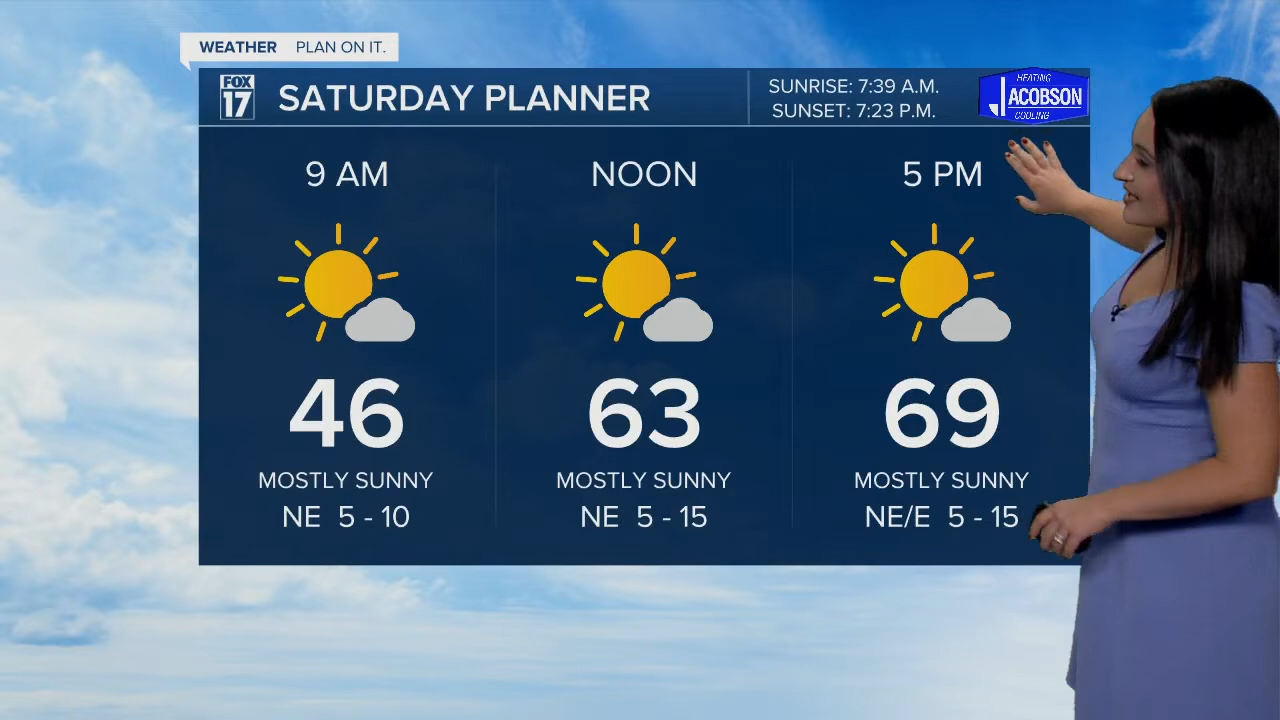 WEATHER PLAN ON IT.
FOX
17
SATURDAY PLANNER
SUNRISE: 7:39 A.M.
SUNSET: 7:23 P.M.
HEATING
JACOBSON
COOLING
9 AM
NOON
5 PM
46
63
69
MOSTLY SUNNY
MOSTLY SUNNY
MOSTLY SUNNY
NE 5 - 10
NE 5 - 15
NE/E 5 - 15